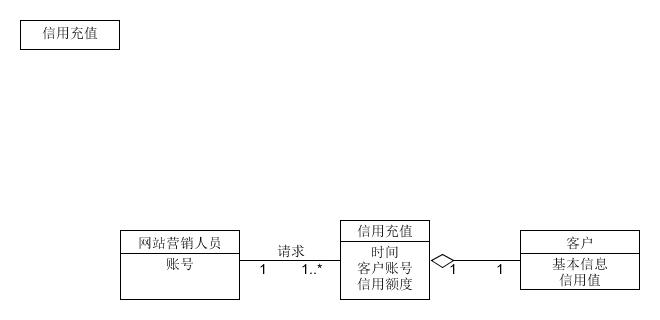 信用充值
网站营销人员
账号
请求
1
1..*
信用充值
时间
客户账号
信用额度
1
1
客户
基本信息
信用值